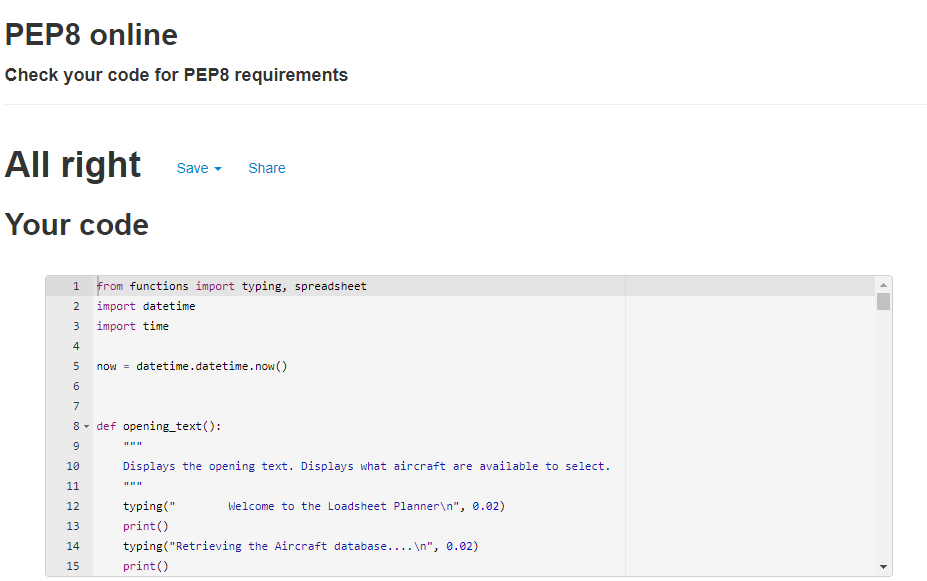 PEP8 online
Check your code for PEP8 requirements
All right Save Share
Your code
1 from functions import typing, spreadsheet
2 import datetime
3 import time
4
5 now = datetime.datetime.now()
6
7
8 def opening_text():
9     """
10     Displays the opening text. Displays what aircraft are available to select.
11     """
12     typing("        Welcome to the Loadsheet Planner\n", 0.02)
13     print()
14     typing("Retrieving the Aircraft database....\n", 0.02)
15     print()